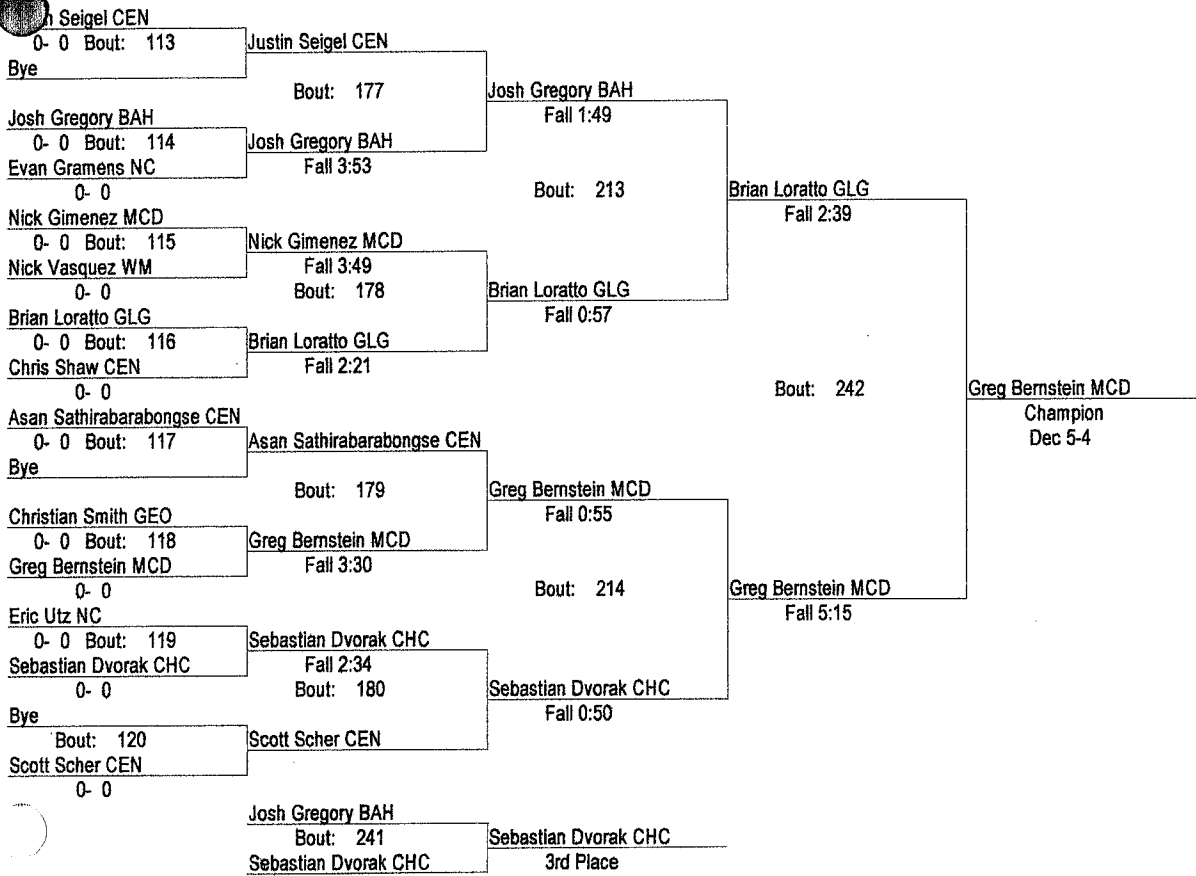 Seigel CEN
0- 0 Bout: 113
Bye
Josh Gregory BAH
0- 0 Bout: 114
Evan Gramens NC
0- 0
Nick Gimenez MCD
0- 0 Bout: 115
Nick Vasquez WM
0- 0
Brian Loratto GLG
0- 0 Bout: 116
Chris Shaw CEN
0- 0
Asan Sathirabarabongse CEN
0- 0 Bout: 117
Bye
Christian Smith GEO
0- 0 Bout: 118
Greg Bernstein MCD
0- 0
Eric Utz NC
0- 0 Bout: 119
Sebastian Dvorak CHC
0- 0
Bye
Bout: 120
Scott Scher CEN
0- 0
Justin Seigel CEN
Bout: 177
Josh Gregory BAH
Fall 3:53
Nick Gimenez MCD
Fall 3:49
Bout: 178
Brian Loratto GLG
Fall 2:21
Asan Sathirabarabongse CEN
Bout: 179
Greg Bernstein MCD
Fall 3:30
Sebastian Dvorak CHC
Fall 2:34
Bout: 180
Scott Scher CEN
Josh Gregory BAH
Fall 1:49
Bout: 213
Brian Loratto GLG
Fall 0:57
Greg Bernstein MCD
Fall 0:55
Bout: 214
Sebastian Dvorak CHC
Fall 0:50
Brian Loratto GLG
Fall 2:39
Bout: 242
Greg Bernstein MCD
Fall 5:15
Greg Bernstein MCD
Champion
Dec 5-4
Josh Gregory BAH
Bout: 241
Sebastian Dvorak CHC
Sebastian Dvorak CHC
3rd Place